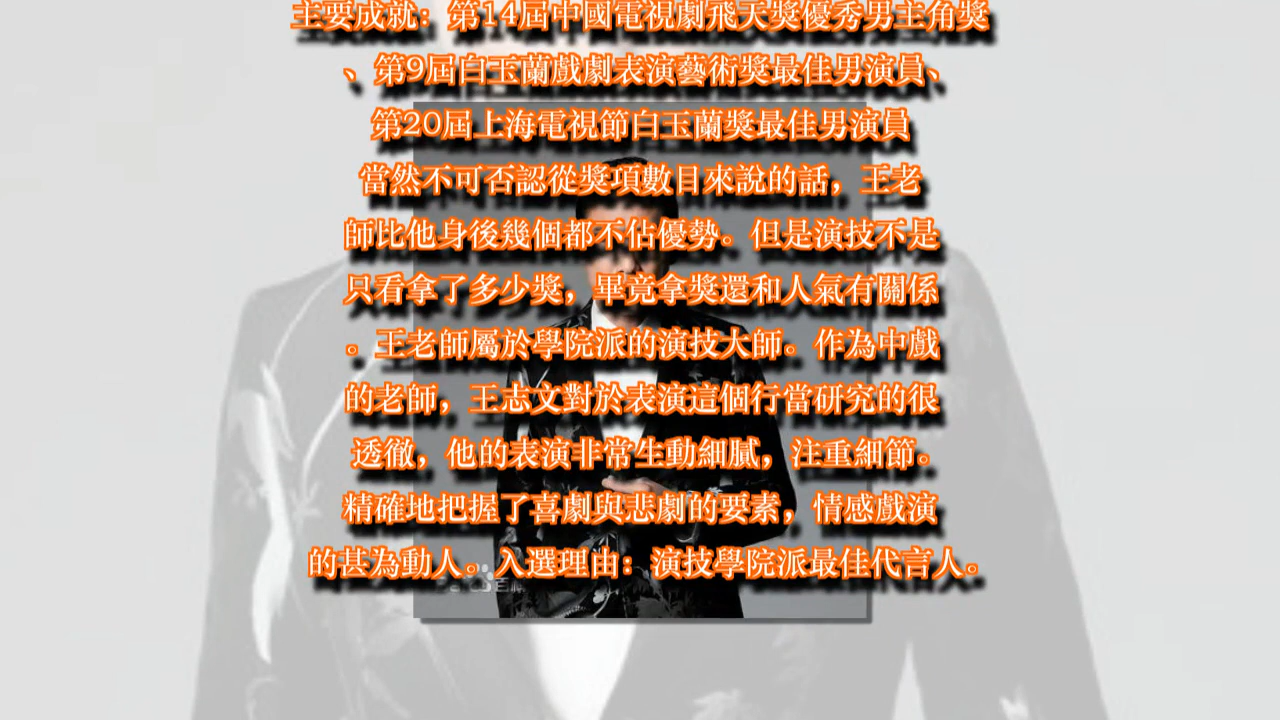 主要成就：第14屆中國電視劇飛天獎優秀男主角獎
、第9屆白玉蘭戲劇表演藝術獎最佳男演員、
第20屆上海電視節白玉蘭獎最佳男演員
當然不可否認從獎項數目來說的話，王老
師比他身後幾個都不佔優勢。但是演技不是
只看拿了多少獎，畢竟拿獎還和人氣有關係
。王老師屬於學院派的演技大師。作為中戲
的老師，王志文對於表演這個行當研究的很
透徹，他的表演非常生動細膩，注重細節。
精確地把握了喜劇與悲劇的要素，情感戲演
的甚為動人。入選理由：演技學院派最佳代言人。